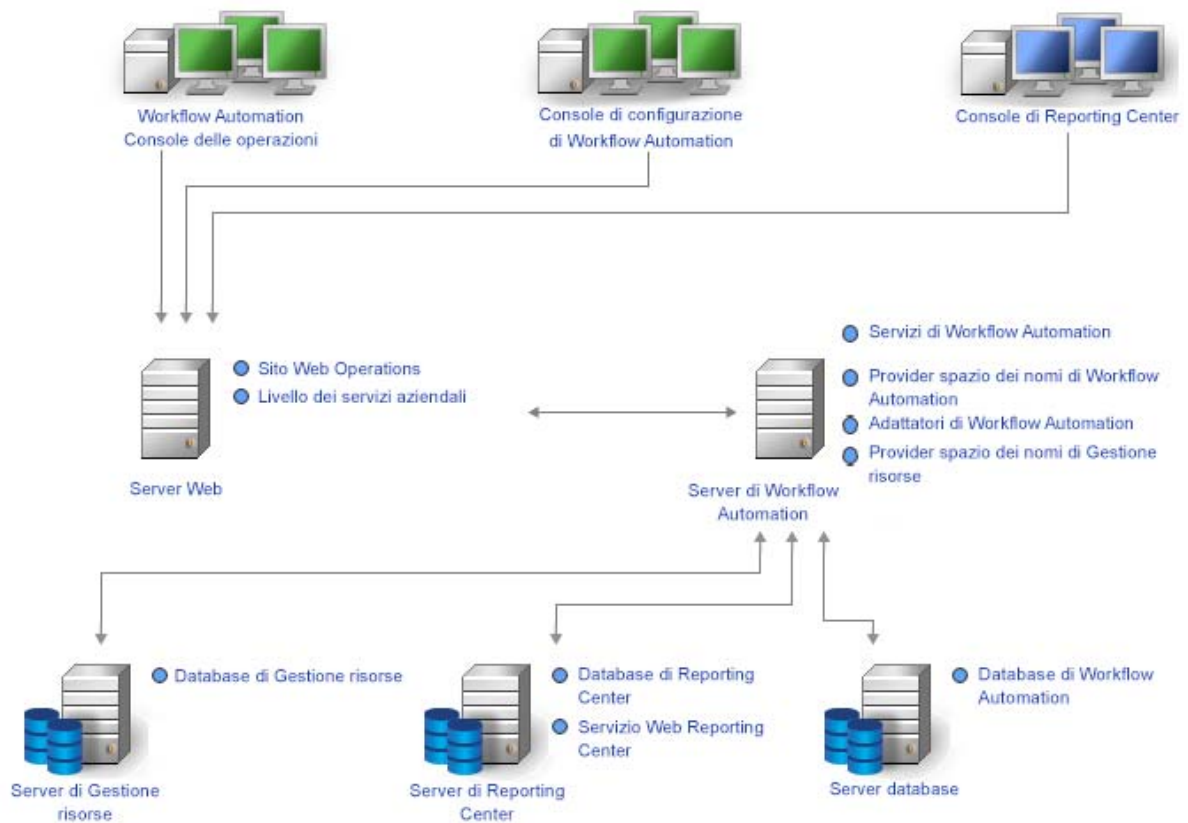 Workflow Automation
Console delle operazioni
Console di configurazione
di Workflow Automation
Console di Reporting Center
Sito Web Operations
Livello dei servizi aziendali
Server Web
Servizi di Workflow Automation
Provider spazio dei nomi di Workflow
Automation
Adattatori di Workflow Automation
Provider spazio dei nomi di Gestione
risorse
Server di Workflow
Automation
Database di Gestione risorse
Server di Gestione
risorse
Database di Reporting
Center
Servizio Web Reporting
Center
Server di Reporting
Center
Database di Workflow
Automation
Server database